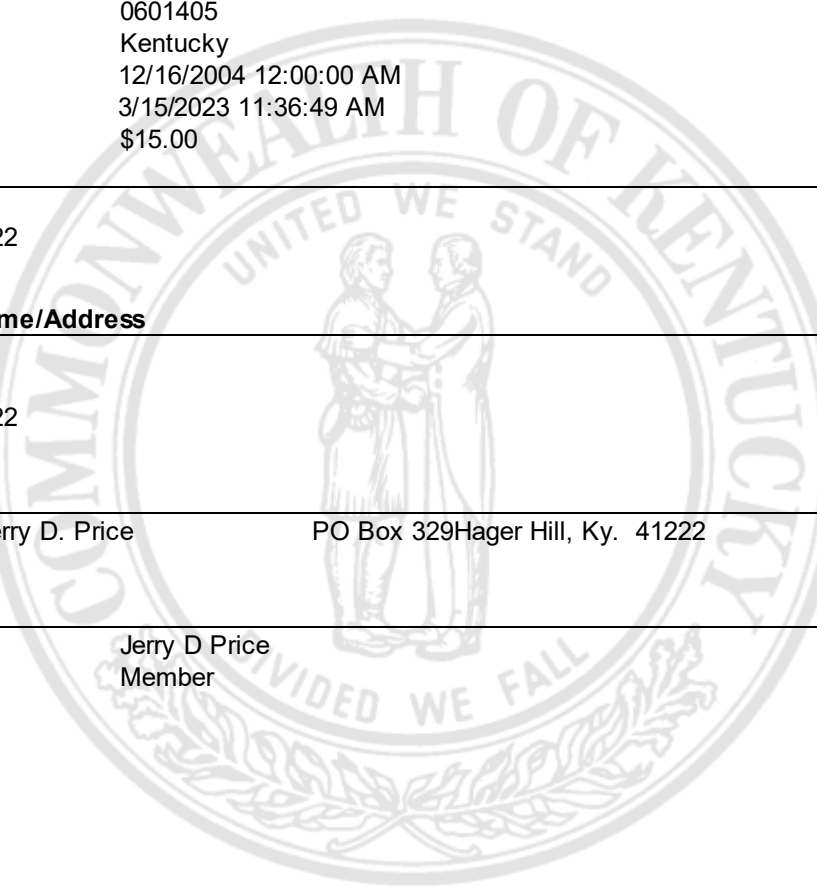 0601405
Kentucky
12/16/2004 12:00:00 AM
3/15/2023 11:36:49 AM
$15.00
22
me/Address
22
erry D. Price PO Box 329Hager Hill, Ky. 41222
Jerry D Price
Member
COMMONWEALTH OF KENTUCKY
UNITED WE STAND
DIVIDED WE FALL